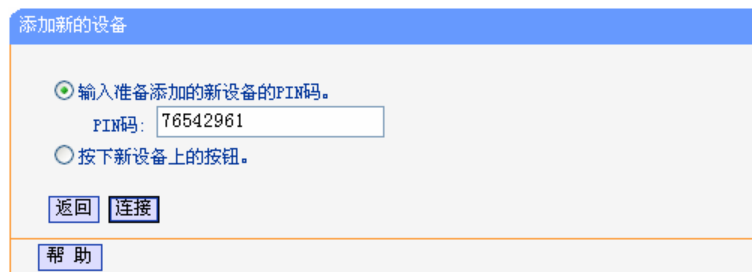 添加新的设备
输入准备添加的新设备的PIN码。
PIN码: 76542961
按下新设备上的按钮。
返回 连接
帮 助